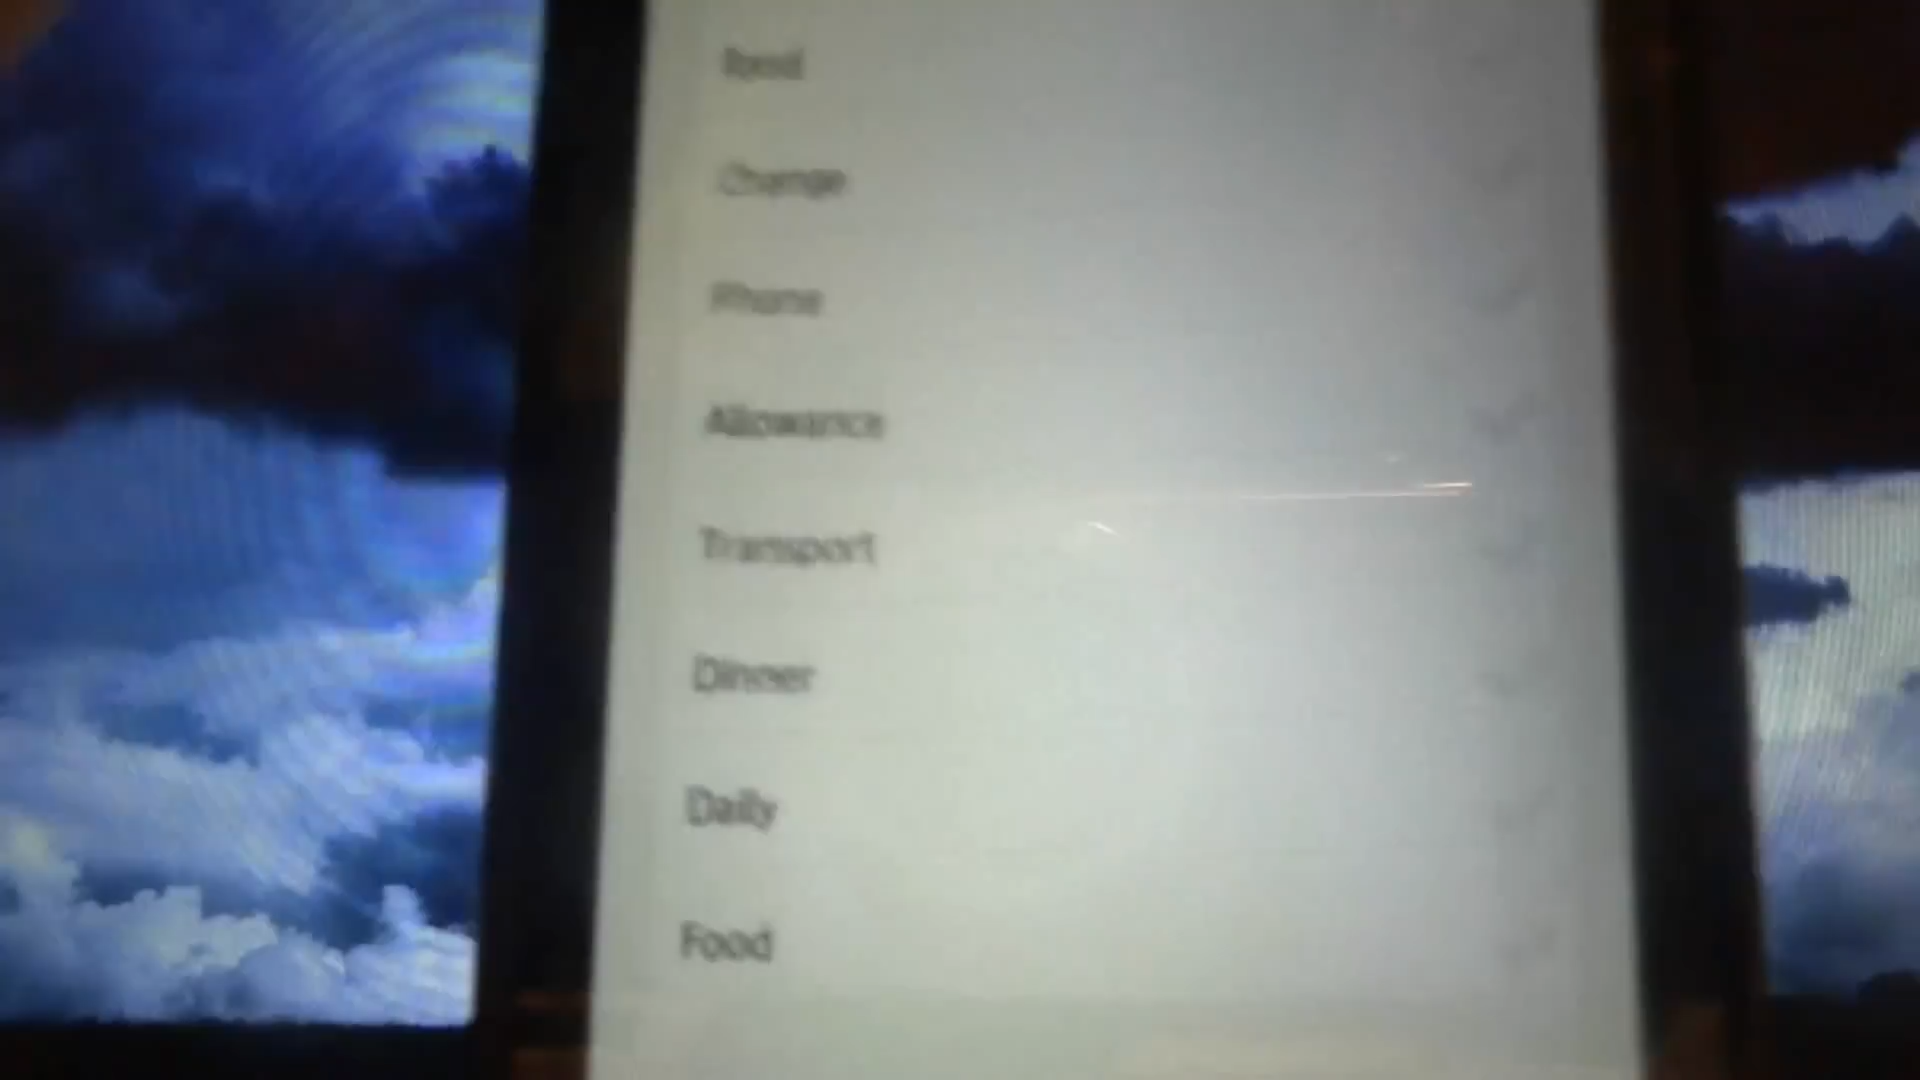 Change
Phone
Allowance
Transport
Dinner
Daily
Food